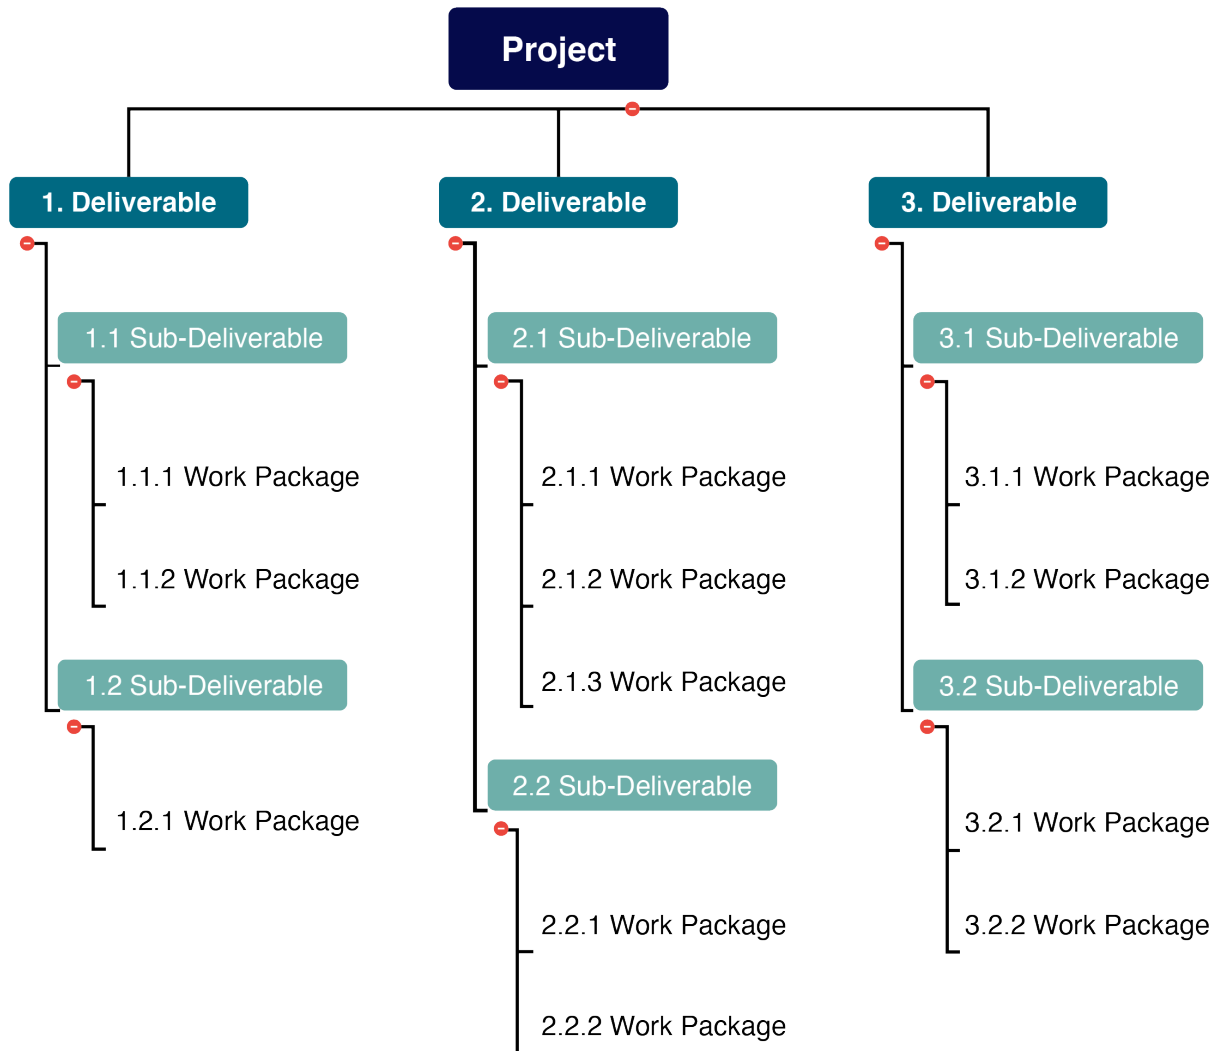 Project
1. Deliverable
1.1 Sub-Deliverable
1.1.1 Work Package
1.1.2 Work Package
1.2 Sub-Deliverable
1.2.1 Work Package
2. Deliverable
2.1 Sub-Deliverable
2.1.1 Work Package
2.1.2 Work Package
2.1.3 Work Package
2.2 Sub-Deliverable
2.2.1 Work Package
2.2.2 Work Package
3. Deliverable
3.1 Sub-Deliverable
3.1.1 Work Package
3.1.2 Work Package
3.2 Sub-Deliverable
3.2.1 Work Package
3.2.2 Work Package